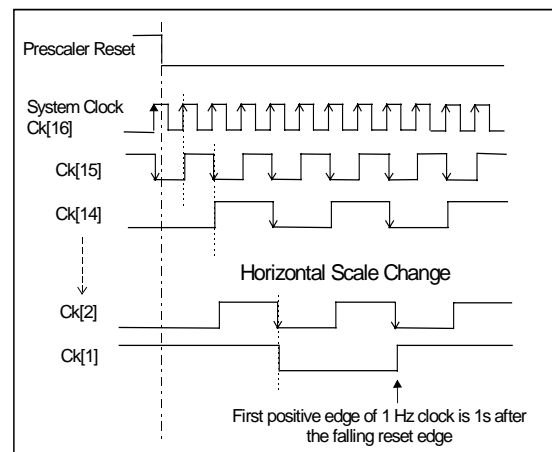 Prescaler Reset
System Clock
Ck[16]
Ck[15]
Ck[14]
Horizontal Scale Change
Ck[2]
Ck[1]
First positive edge of 1 Hz clock is 1s after
the falling reset edge